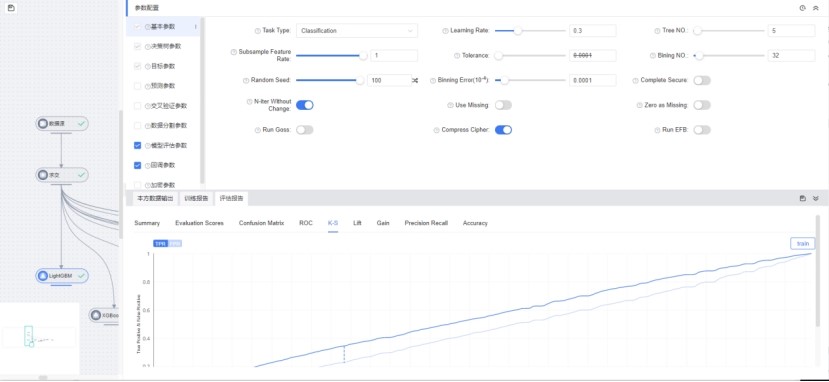 参数配置
基本参数
Task Type:
Classification
Learning Rate:
0.3
Tree NO.:
5
决策树参数
Subsample Feature Rate:
1
Tolerance:
0.0001
Bining NO.:
32
目标参数
预测参数
Random Seed:
100
Binning Error(10⁻⁴):
0.0001
Complete Secure:
交叉验证参数
N-Iter Without Change:
Use Missing:
Zero as Missing:
数据分割参数
Run Goss:
Compress Cipher:
Run EFB:
模型评估参数
回调参数
加密参数
数据源
求交
LightGBM
XGBoo
本方数据输出
训练报告
评估报告
Summary
Evaluation Scores
Confusion Matrix
ROC
K-S
Lift
Gain
Precision Recall
Accuracy
TPR
FPR
train
1
0.8
0.6
0.4
0.2
True Positive & False Positive